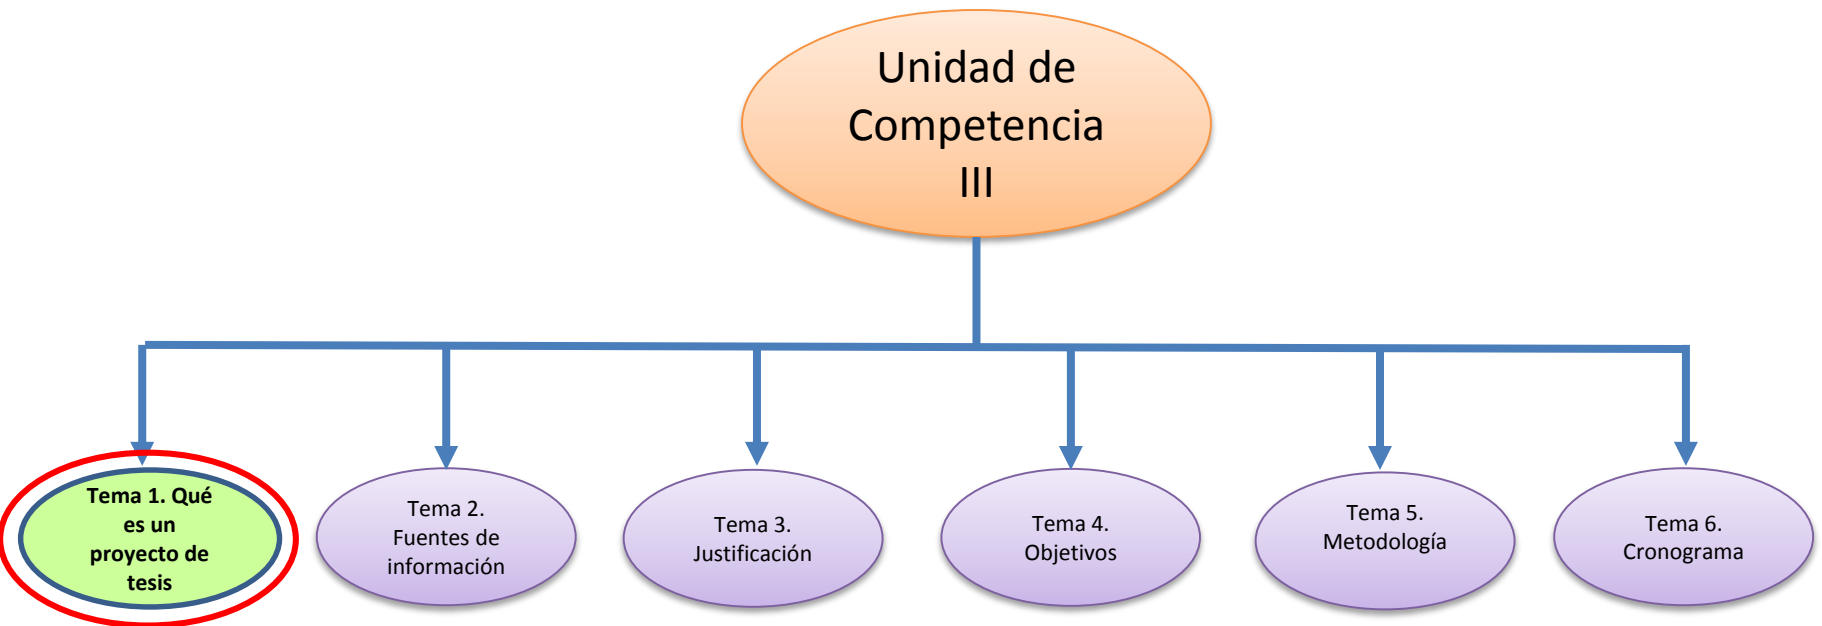 Unidad de
Competencia
III
Tema 1. Qué
es un
proyecto de
tesis
Tema 2.
Fuentes de
información
Tema 3.
Justificación
Tema 4.
Objetivos
Tema 5.
Metodología
Tema 6.
Cronograma